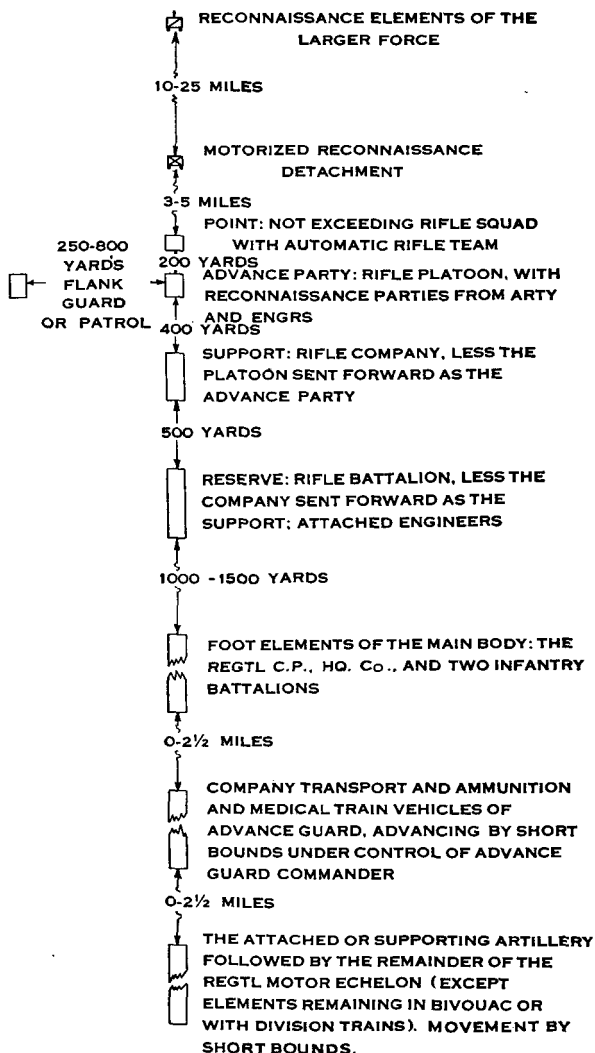 RECONNAISSANCE ELEMENTS OF THE
LARGER FORCE
10-25 MILES
MOTORIZED RECONNAISSANCE
DETACHMENT
3-5 MILES
POINT: NOT EXCEEDING RIFLE SQUAD
WITH AUTOMATIC RIFLE TEAM
200 YARDS
250-800
YARDS
FLANK
GUARD
OR PATROL
ADVANCE PARTY: RIFLE PLATOON, WITH
RECONNAISSANCE PARTIES FROM ARTY
AND ENGRS
400 YARDS
SUPPORT: RIFLE COMPANY, LESS THE
PLATOON SENT FORWARD AS THE
ADVANCE PARTY
500 YARDS
RESERVE: RIFLE BATTALION, LESS THE
COMPANY SENT FORWARD AS THE
SUPPORT; ATTACHED ENGINEERS
1000 -1500 YARDS
FOOT ELEMENTS OF THE MAIN BODY: THE
REGTL C.P., HQ. Co., AND TWO INFANTRY
BATTALIONS
0-2½ MILES
COMPANY TRANSPORT AND AMMUNITION
AND MEDICAL TRAIN VEHICLES OF
ADVANCE GUARD, ADVANCING BY SHORT
BOUNDS UNDER CONTROL OF ADVANCE
GUARD COMMANDER
0-2½ MILES
THE ATTACHED OR SUPPORTING ARTILLERY
FOLLOWED BY THE REMAINDER OF THE
REGTL MOTOR ECHELON (EXCEPT
ELEMENTS REMAINING IN BIVOUAC OR
WITH DIVISION TRAINS). MOVEMENT BY
SHORT BOUNDS.